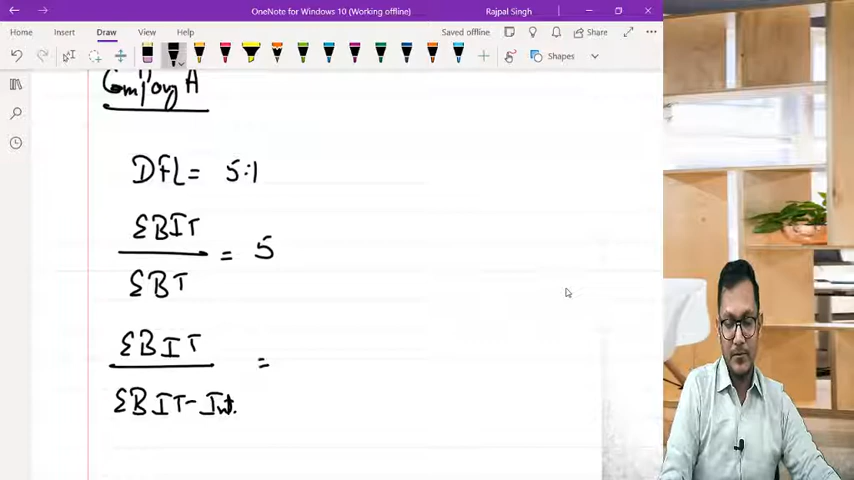 OneNote for Windows 10 (Working offline)
Rajpal Singh
Home Insert Draw View Help Saved offline Share
Shapes
Company A
DFL = 5:1
EBIT
EBT
= 5
EBIT
EBIT-Int.
=